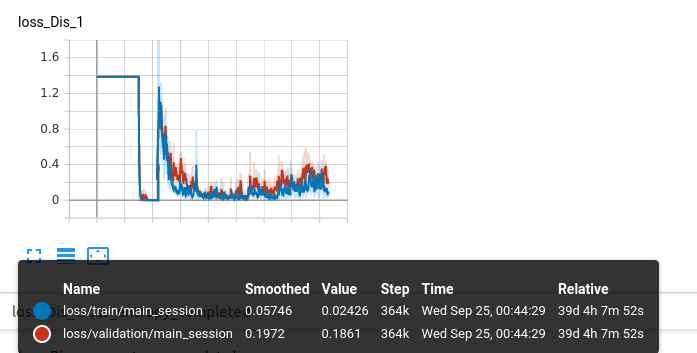 loss_Dis_1
1.6
1.2
0.8
0.4
0
Name Smoothed Value Step Time Relative
loss/train/main_session 0.05746 0.02426 364k Wed Sep 25, 00:44:29 39d 4h 7m 52s
loss/validation/main_session 0.1972 0.1861 364k Wed Sep 25, 00:44:29 39d 4h 7m 52s